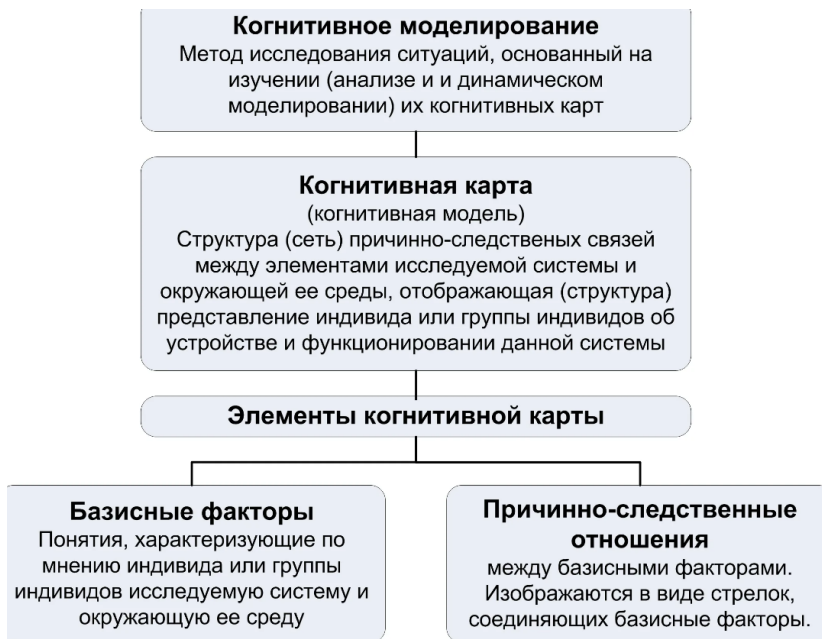 Когнитивное моделирование
Метод исследования ситуаций, основанный на
изучении (анализе и и динамическом
моделировании) их когнитивных карт
Когнитивная карта
(когнитивная модель)
Структура (сеть) причинно-следственых связей
между элементами исследуемой системы и
окружающей ее среды, отображающая (структура)
представление индивида или группы индивидов об
устройстве и функционировании данной системы
Элементы когнитивной карты
Базисные факторы
Понятия, характеризующие по
мнению индивида или группы
индивидов исследуемую систему и
окружающую ее среду
Причинно-следственные
отношения
между базисными факторами.
Изображаются в виде стрелок,
соединяющих базисные факторы.